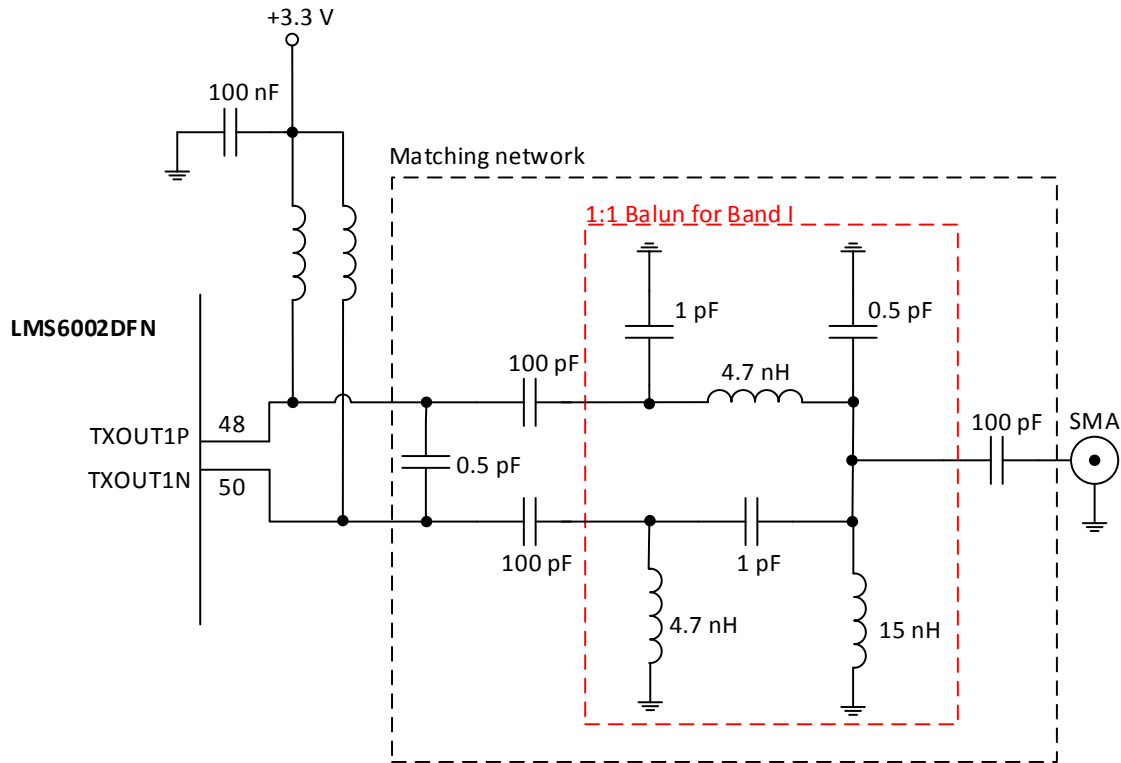 +3.3 V
100 nF
Matching network
1:1 Balun for Band I
1 pF
0.5 pF
LMS6002DFN
100 pF
4.7 nH
100 pF
SMA
48
TXOUT1P
0.5 pF
TXOUT1N
50
100 pF
1 pF
4.7 nH
15 nH